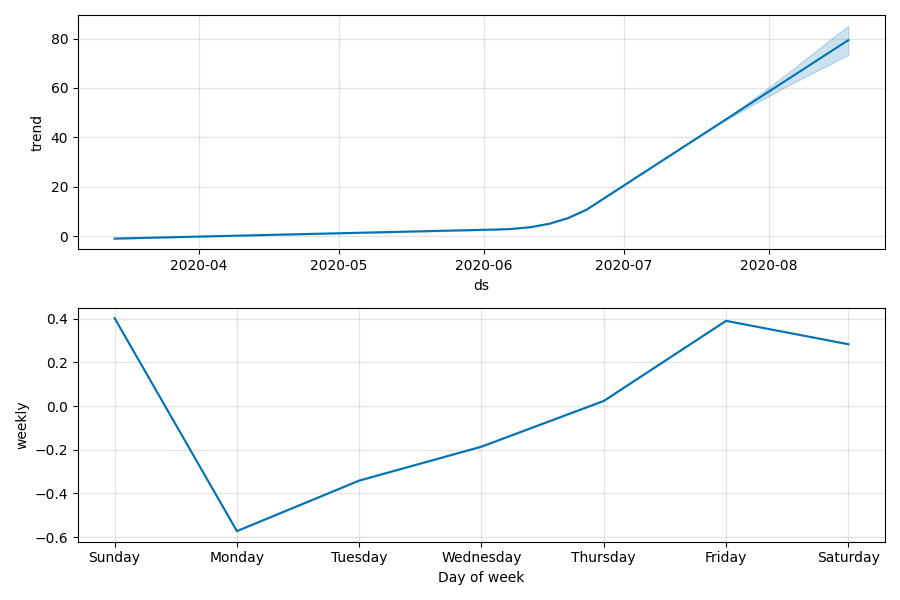 80
60
40
20
0
trend
2020-04 2020-05 2020-06 2020-07 2020-08
ds
0.4
0.2
0.0
−0.2
−0.4
−0.6
weekly
Sunday Monday Tuesday Wednesday Thursday Friday Saturday
Day of week